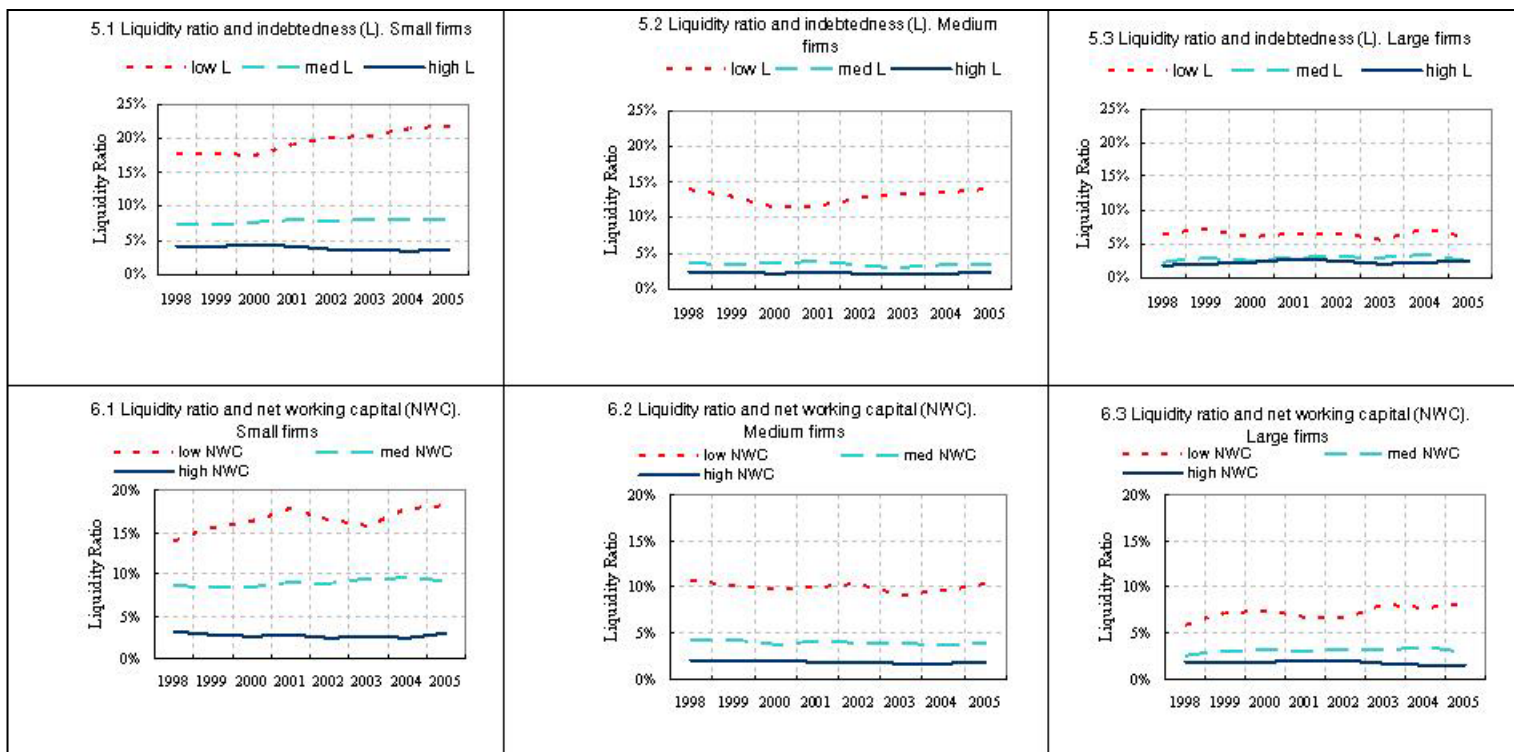 5.1 Liquidity ratio and indebtedness (L). Small firms
low L med L high L
Liquidity Ratio
25%
20%
15%
10%
5%
0%
1998 1999 2000 2001 2002 2003 2004 2005
5.2 Liquidity ratio and indebtedness (L). Medium
firms
low L med L high L
Liquidity Ratio
25%
20%
15%
10%
5%
0%
1998 1999 2000 2001 2002 2003 2004 2005
5.3 Liquidity ratio and indebtedness (L). Large firms
low L med L high L
Liquidity Ratio
25%
20%
15%
10%
5%
0%
1998 1999 2000 2001 2002 2003 2004 2005
6.1 Liquidity ratio and net working capital (NWC).
Small firms
low NWC med NWC
high NWC
Liquidity Ratio
20%
15%
10%
5%
0%
1998 1999 2000 2001 2002 2003 2004 2005
6.2 Liquidity ratio and net working capital (NWC).
Medium firms
low NWC med NWC
high NWC
Liquidity Ratio
20%
15%
10%
5%
0%
1998 1999 2000 2001 2002 2003 2004 2005
6.3 Liquidity ratio and net working capital (NWC).
Large firms
low NWC med NWC
high NWC
Liquidity Ratio
20%
15%
10%
5%
0%
1998 1999 2000 2001 2002 2003 2004 2005